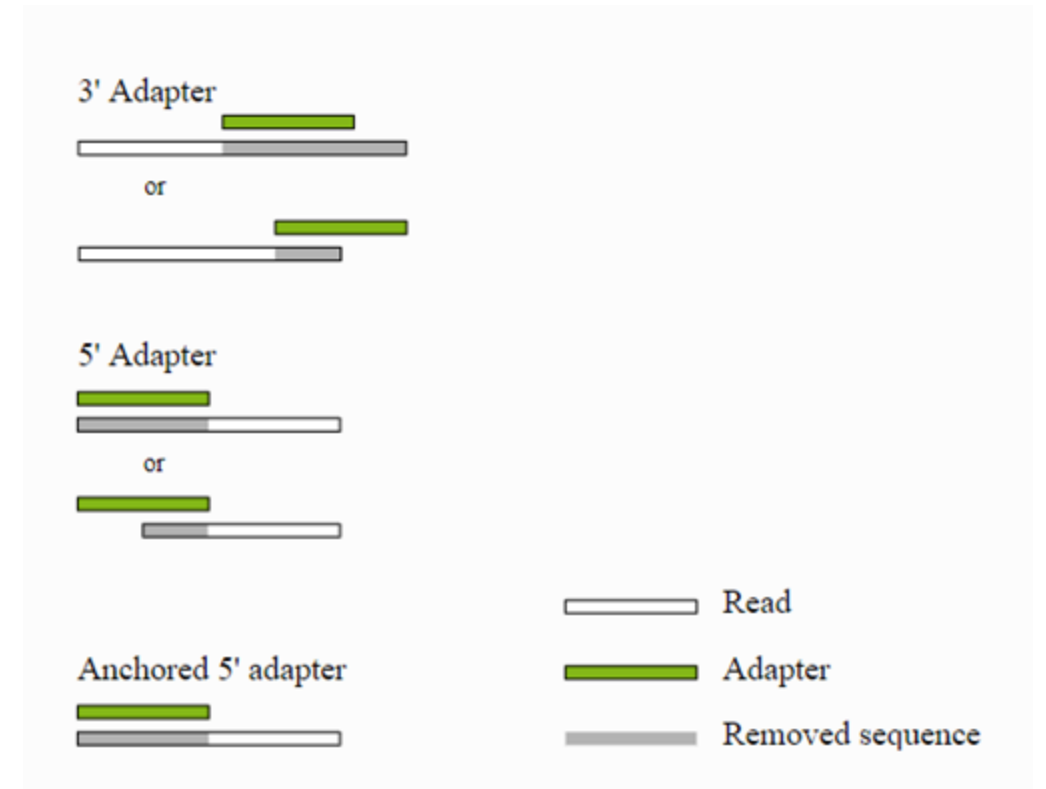 3' Adapter
or
5' Adapter
or
Anchored 5' adapter
Read
Adapter
Removed sequence